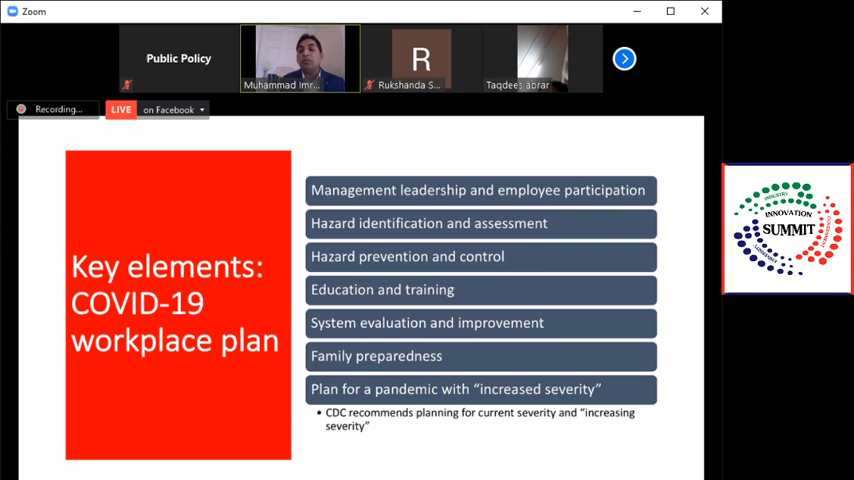 Zoom
Public Policy
Muhammad Imr...
R
Rukshanda S...
Taqdees abrar
Recording...
LIVE
on Facebook
Key elements:
COVID-19
workplace plan
Management leadership and employee participation
Hazard identification and assessment
Hazard prevention and control
Education and training
System evaluation and improvement
Family preparedness
Plan for a pandemic with “increased severity”
• CDC recommends planning for current severity and “increasing
severity”
INDUSTRY
INNOVATION
SUMMIT
GOVERNMENT
ACADEMIA